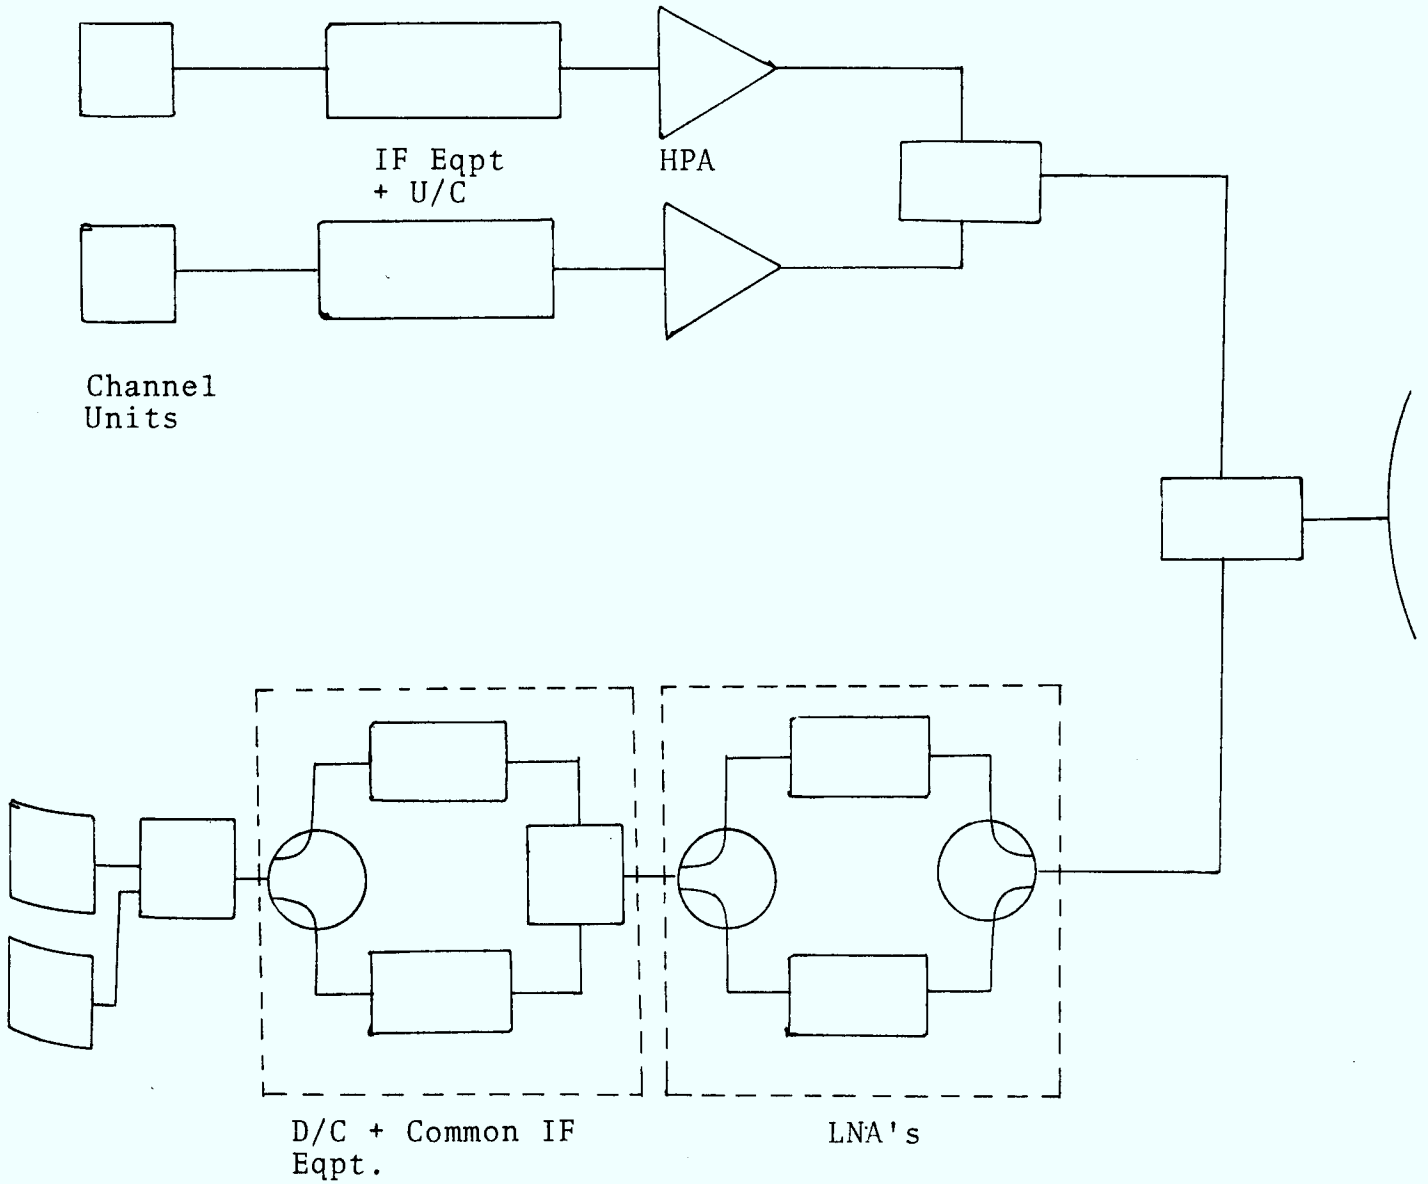 IF Eqpt
+ U/C
HPA
Channel
Units
D/C + Common IF
Eqpt.
LNA's